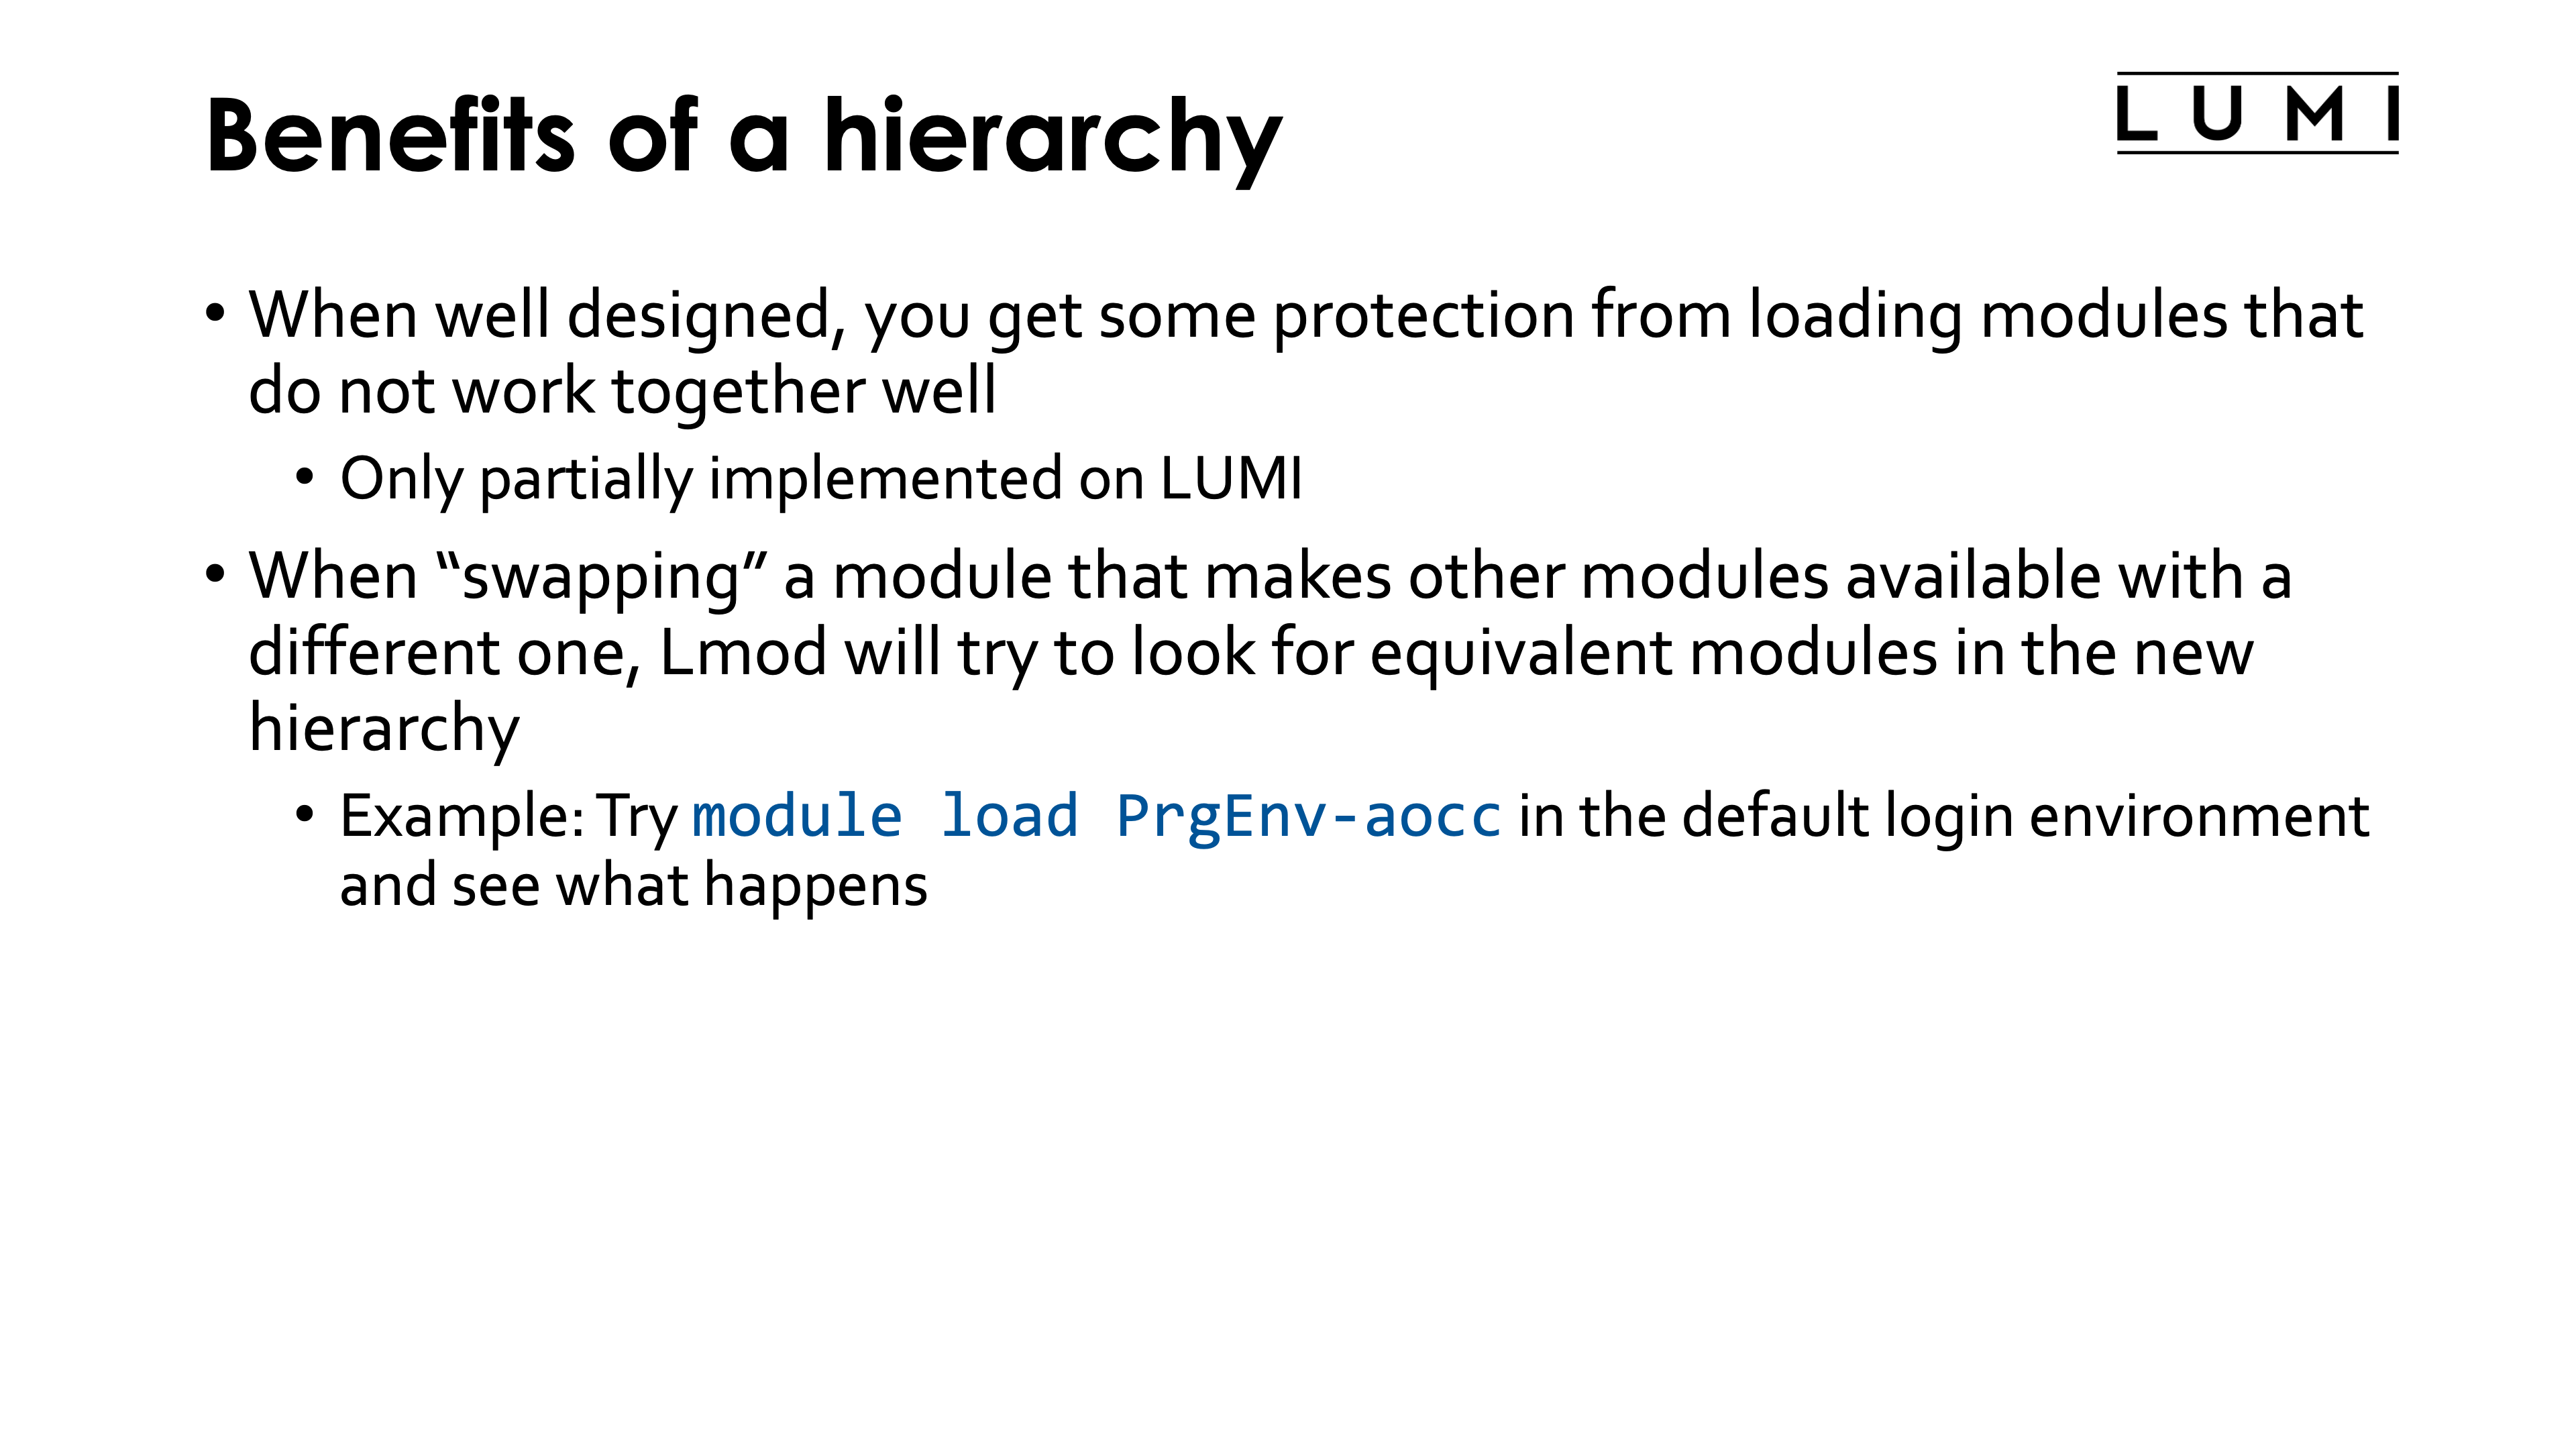 Benefits of a hierarchy
LUMI
• When well designed, you get some protection from loading modules that
do not work together well
• Only partially implemented on LUMI
• When “swapping” a module that makes other modules available with a
different one, Lmod will try to look for equivalent modules in the new
hierarchy
• Example: Try module load PrgEnv-aocc in the default login environment
and see what happens